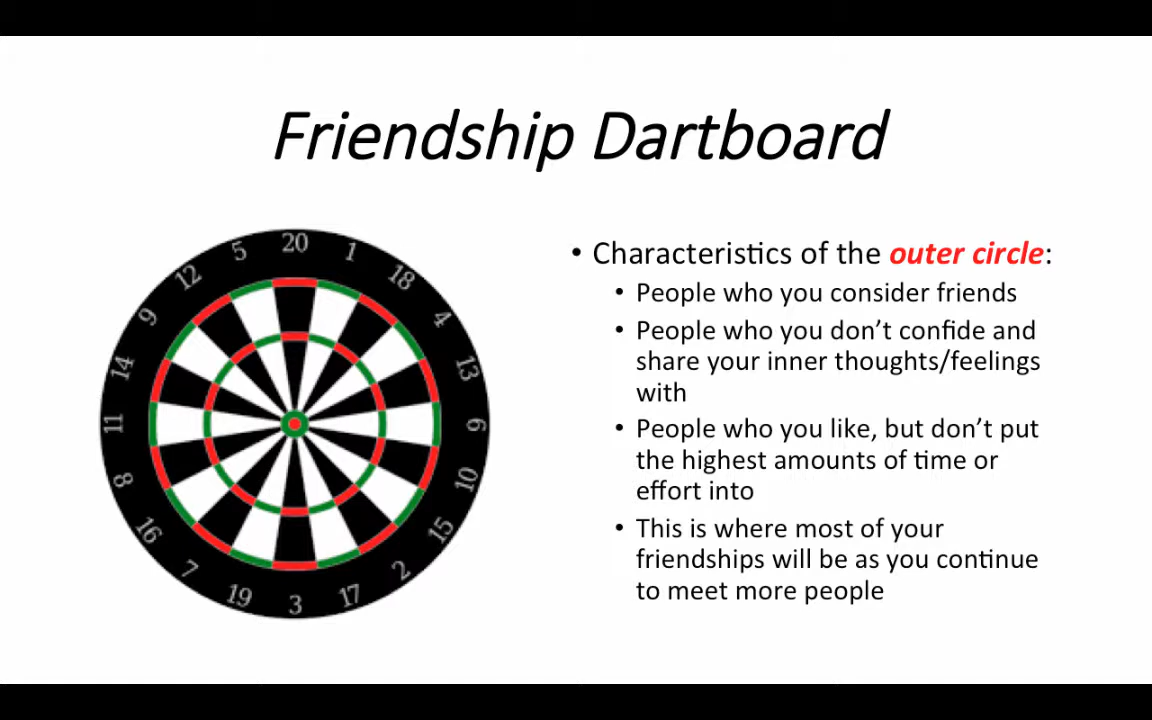 Friendship Dartboard
• Characteristics of the outer circle:
• People who you consider friends
• People who you don’t confide and
share your inner thoughts/feelings
with
• People who you like, but don’t put
the highest amounts of time or
effort into
• This is where most of your
friendships will be as you continue
to meet more people
20
1
18
4
13
6
10
15
2
17
3
19
7
16
8
11
14
9
12
5